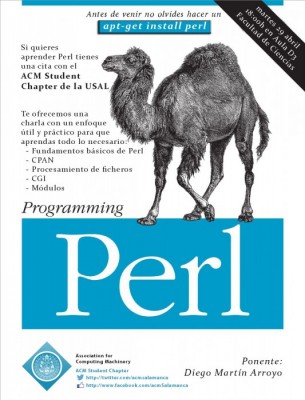 Antes de venir no olvides hacer un
apt-get install perl
martes 29 abril
18:00h en Aula D3
Facultad de Ciencias
Si quieres
aprender Perl tienes
una cita con el
ACM Student
Chapter de la USAL
Te ofrecemos una
charla con un enfoque
útil y práctico para que
aprendas todo lo necesario:
- Fundamentos básicos de Perl
- CPAN
- Procesamiento de ficheros
- CGI
- Módulos
Programming
Perl
Association for
Computing Machinery
ACM Student Chapter
http://twitter.com/acmsalamanca
http://www.facebook.com/acmSalamanca
Ponente:
Diego Martín Arroyo